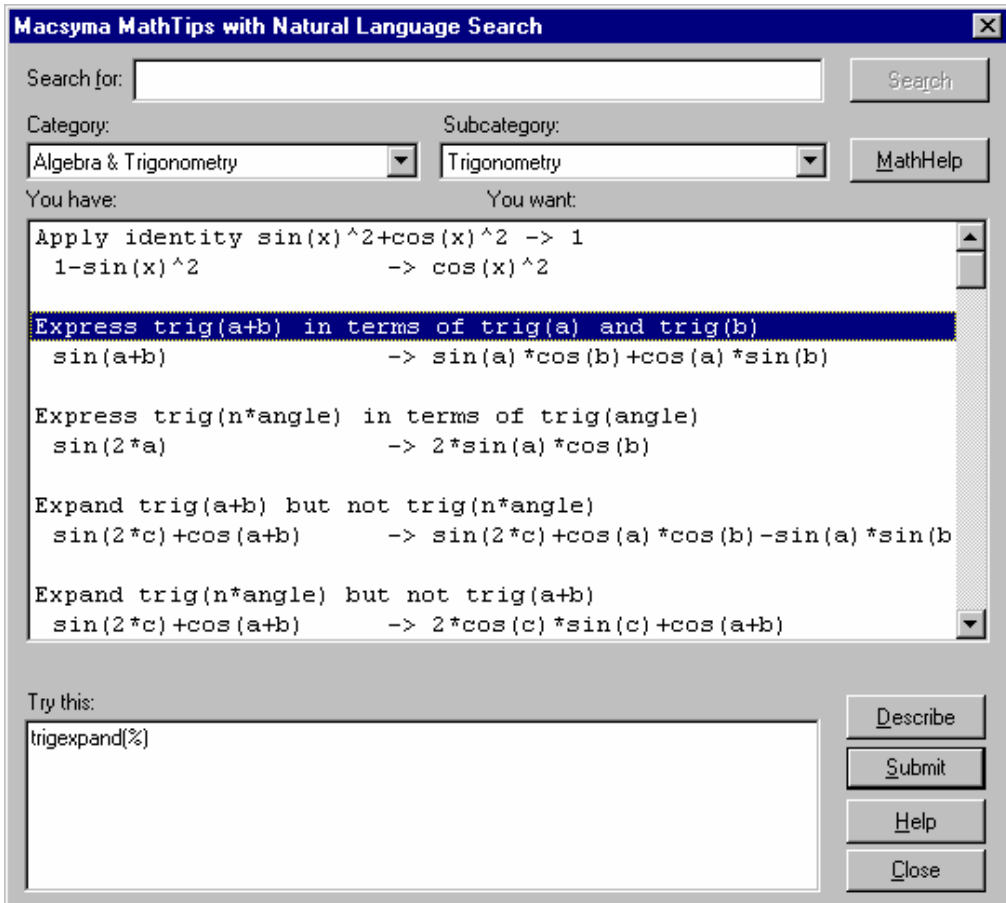 Macsyma MathTips with Natural Language Search
Search for: Search
Category: Subcategory:
Algebra & Trigonometry Trigonometry MathHelp
You have: You want:
Apply identity sin(x)^2+cos(x)^2 -> 1
1-sin(x)^2 -> cos(x)^2
Express trig(a+b) in terms of trig(a) and trig(b)
sin(a+b) -> sin(a)*cos(b)+cos(a)*sin(b)
Express trig(n*angle) in terms of trig(angle)
sin(2*a) -> 2*sin(a)*cos(b)
Expand trig(a+b) but not trig(n*angle)
sin(2*c)+cos(a+b) -> sin(2*c)+cos(a)*cos(b)-sin(a)*sin(b
Expand trig(n*angle) but not trig(a+b)
sin(2*c)+cos(a+b) -> 2*cos(c)*sin(c)+cos(a+b)
Try this:
trigexpand(%)
Describe
Submit
Help
Close